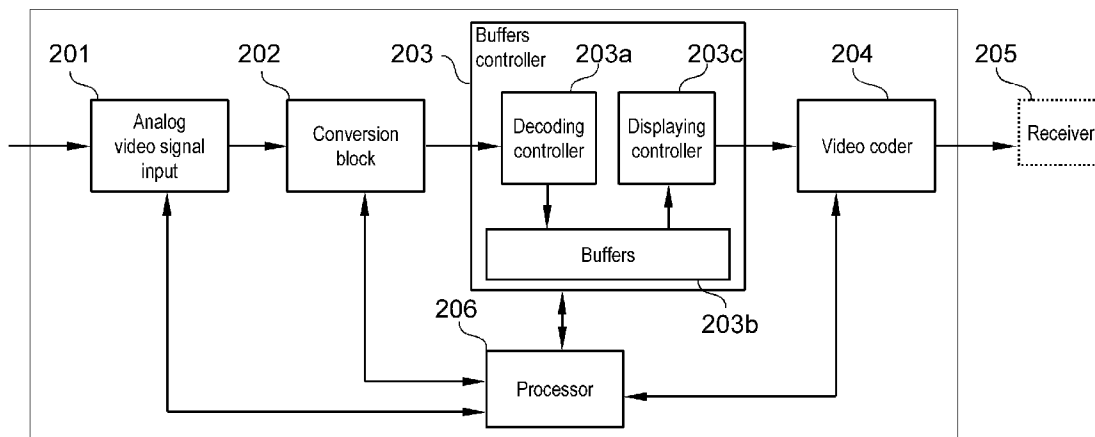 201
Analog
video signal
input
202
Conversion
block
203
Buffers
controller
203a
Decoding
controller
203c
Displaying
controller
Buffers
203b
204
Video coder
205
Receiver
206
Processor